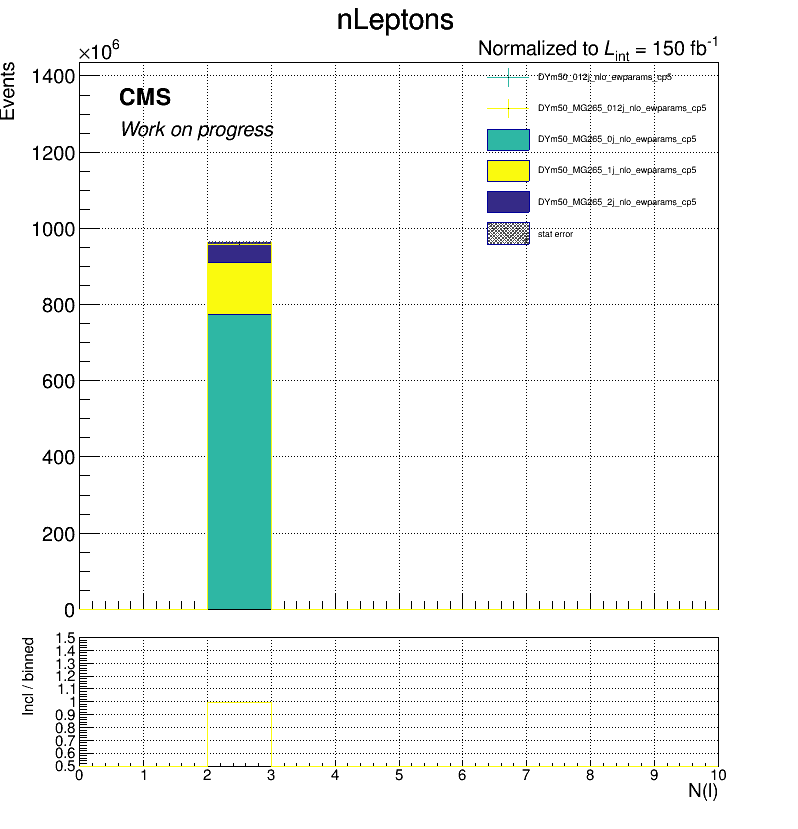 nLeptons
Normalized to L_int = 150 fb^-1
×10^6
Events
1400
1200
1000
800
600
400
200
0
CMS
Work on progress
DYm50_012j_nlo_ewparams_cp5
DYm50_MG265_012j_nlo_ewparams_cp5
DYm50_MG265_0j_nlo_ewparams_cp5
DYm50_MG265_1j_nlo_ewparams_cp5
DYm50_MG265_2j_nlo_ewparams_cp5
stat error
Incl / binned
1.5
1.4
1.3
1.2
1.1
1
0.9
0.8
0.7
0.6
0.5
0 1 2 3 4 5 6 7 8 9 10
N(l)